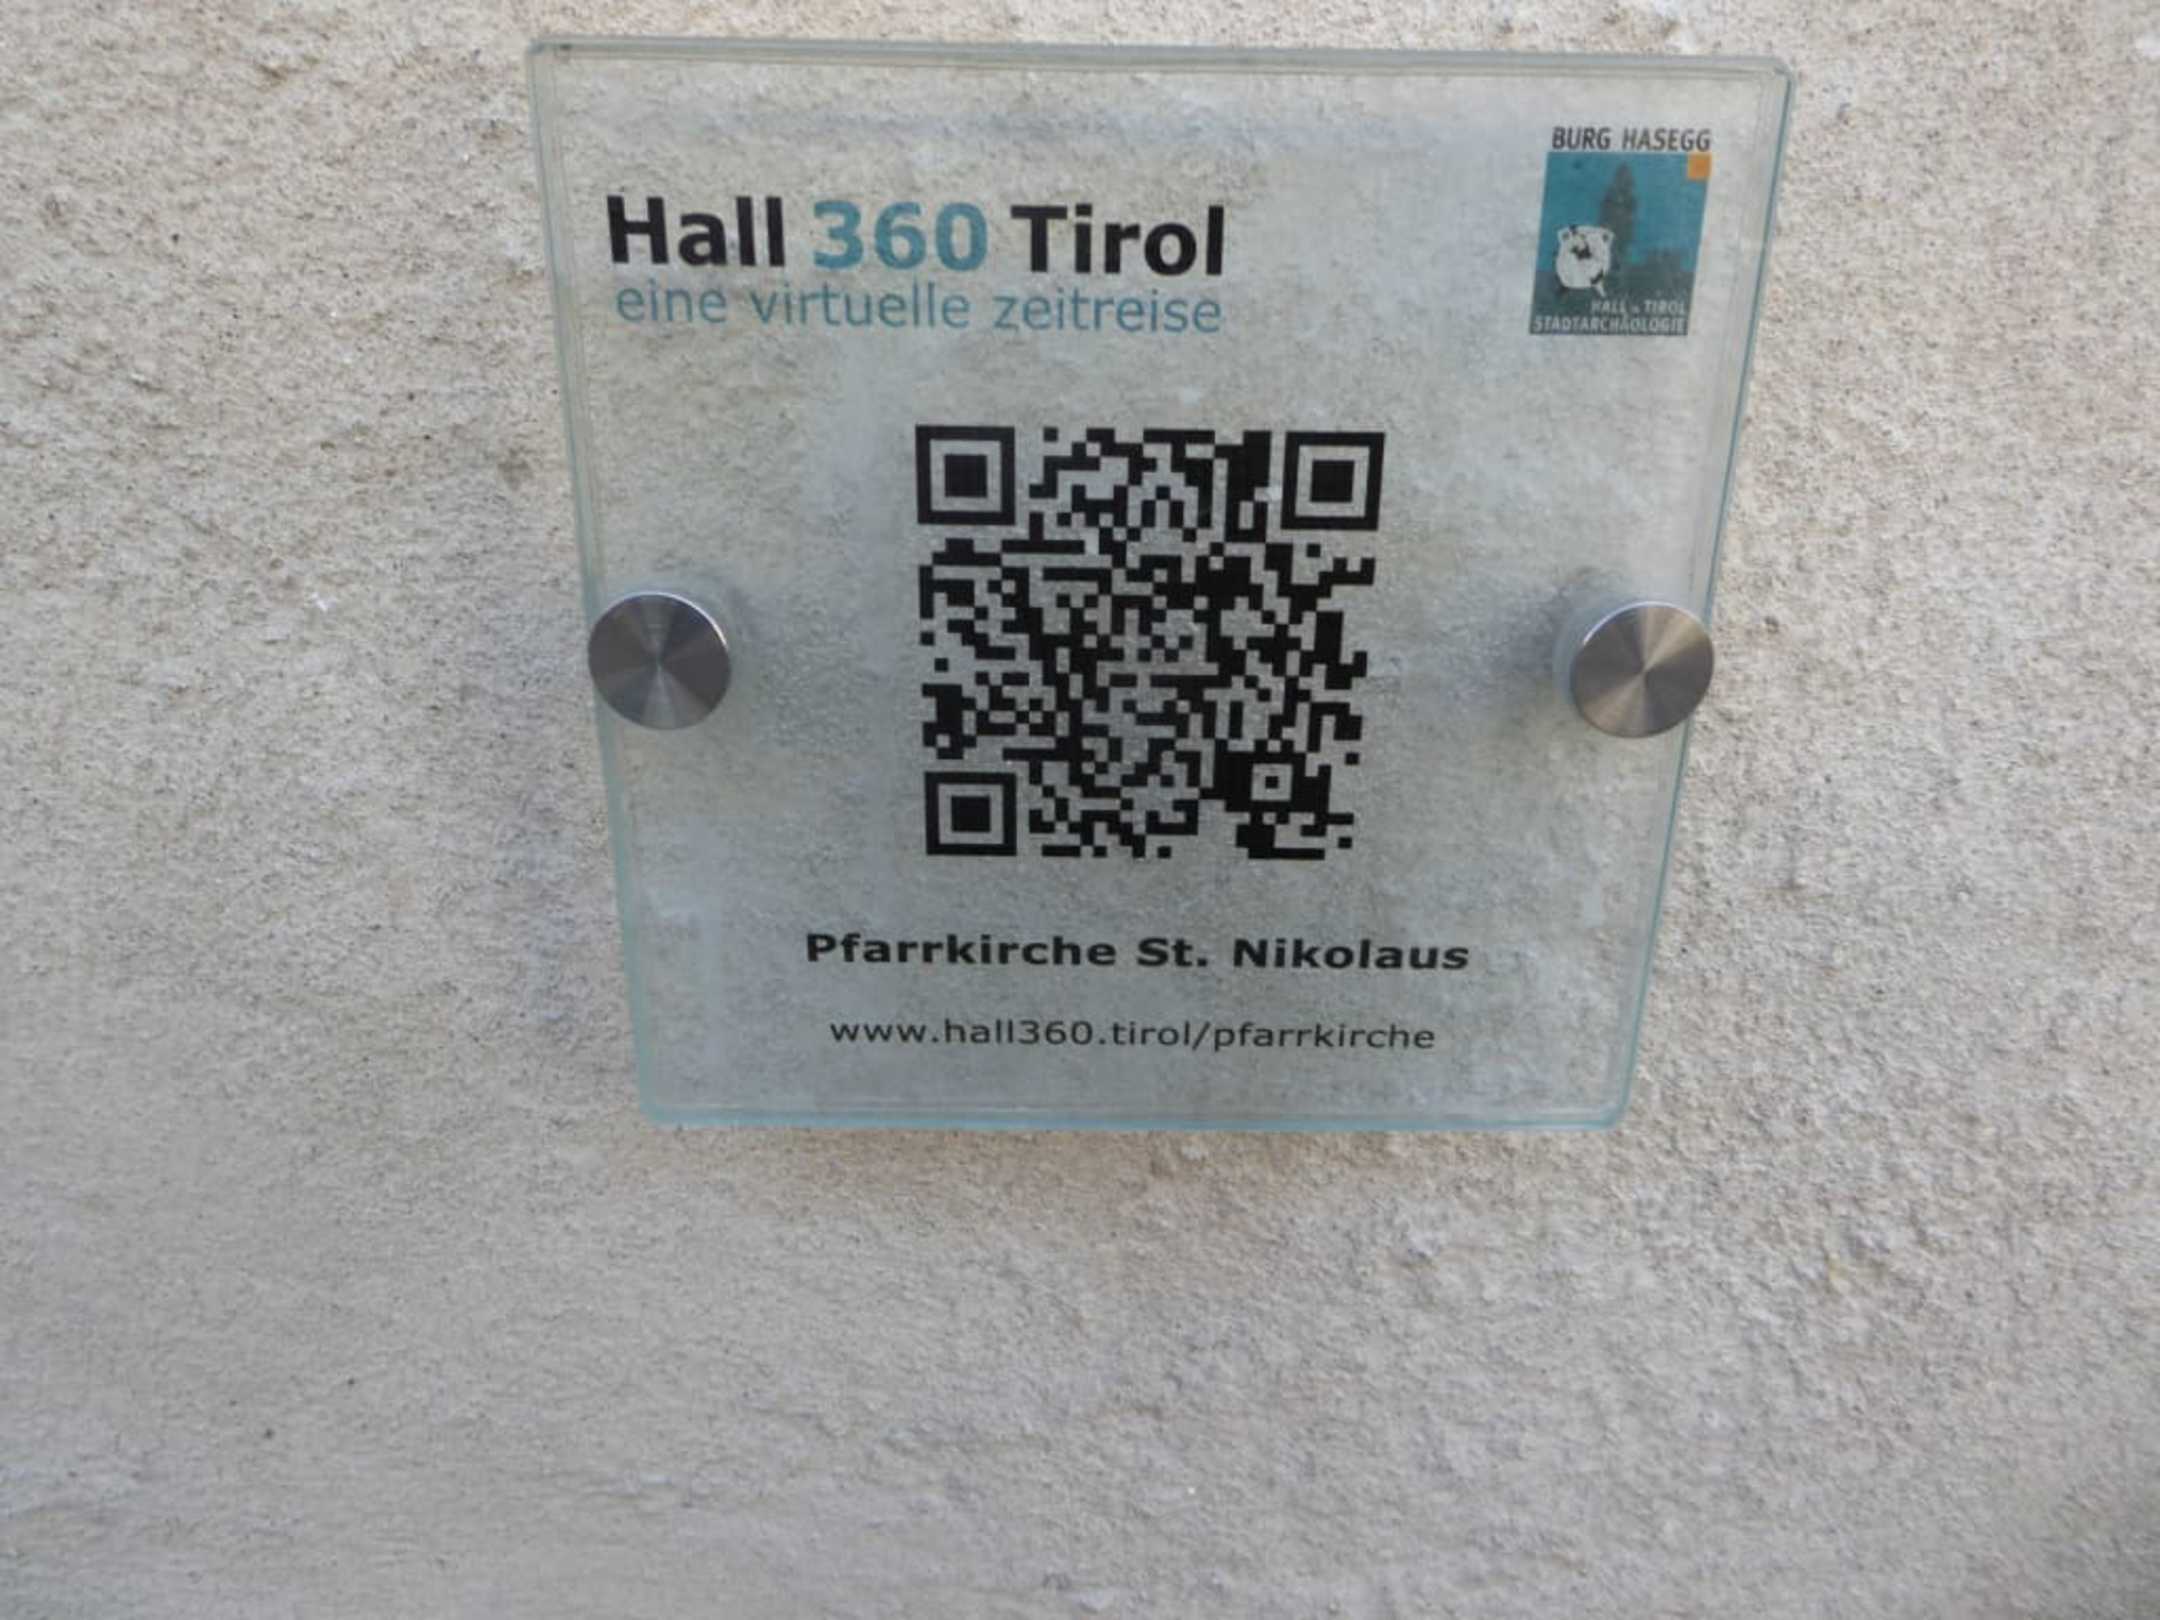 Hall 360 Tirol
eine virtuelle zeitreise
BURG HASEGG
HALL i. TIROL
STADTARCHÄOLOGIE
Pfarrkirche St. Nikolaus
www.hall360.tirol/pfarrkirche